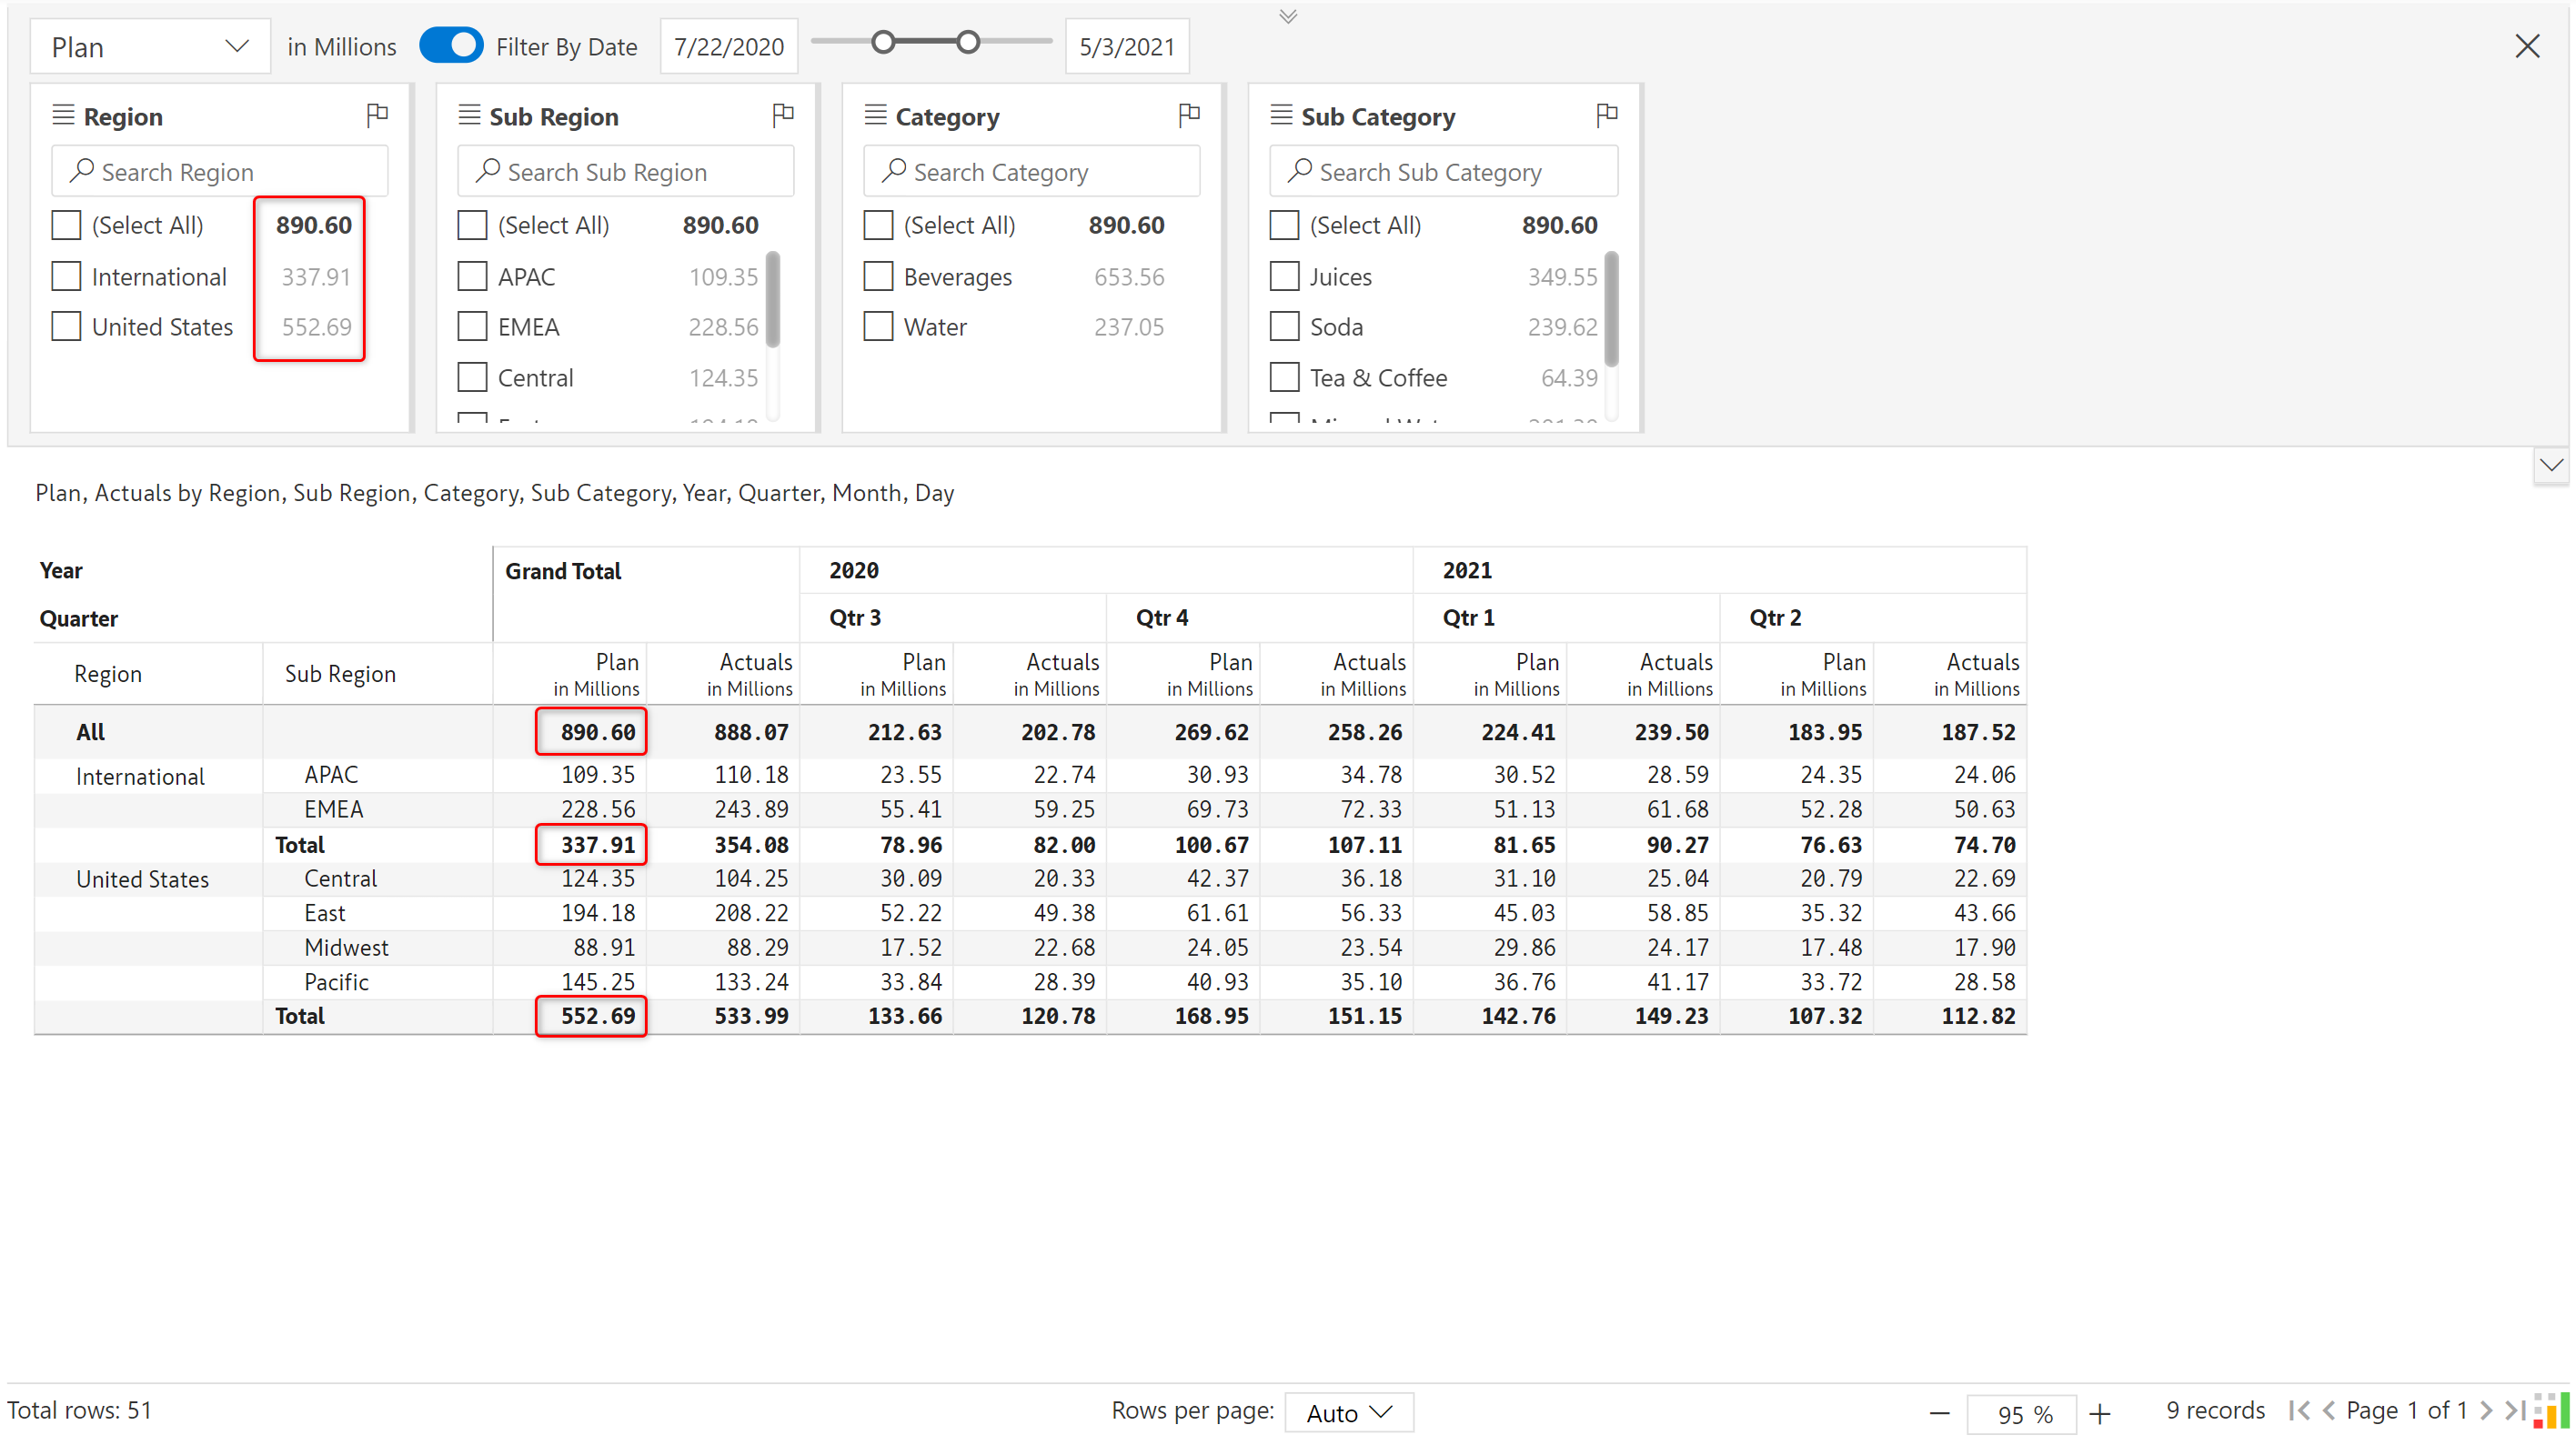 Plan in Millions Filter By Date 7/22/2020 5/3/2021
Region Sub Region Category Sub Category
Search Region Search Sub Region Search Category Search Sub Category
(Select All) 890.60 (Select All) 890.60 (Select All) 890.60 (Select All) 890.60
International 337.91 APAC 109.35 Beverages 653.56 Juices 349.55
United States 552.69 EMEA 228.56 Water 237.05 Soda 239.62
Central 124.35 Tea & Coffee 64.39
Plan, Actuals by Region, Sub Region, Category, Sub Category, Year, Quarter, Month, Day
Year Grand Total 2020 2021
Quarter Qtr 3 Qtr 4 Qtr 1 Qtr 2
Region Sub Region Plan Actuals Plan Actuals Plan Actuals Plan Actuals Plan Actuals
in Millions in Millions in Millions in Millions in Millions in Millions in Millions in Millions in Millions in Millions
All 890.60 888.07 212.63 202.78 269.62 258.26 224.41 239.50 183.95 187.52
International APAC 109.35 110.18 23.55 22.74 30.93 34.78 30.52 28.59 24.35 24.06
EMEA 228.56 243.89 55.41 59.25 69.73 72.33 51.13 61.68 52.28 50.63
Total 337.91 354.08 78.96 82.00 100.67 107.11 81.65 90.27 76.63 74.70
United States Central 124.35 104.25 30.09 20.33 42.37 36.18 31.10 25.04 20.79 22.69
East 194.18 208.22 52.22 49.38 61.61 56.33 45.03 58.85 35.32 43.66
Midwest 88.91 88.29 17.52 22.68 24.05 23.54 29.86 24.17 17.48 17.90
Pacific 145.25 133.24 33.84 28.39 40.93 35.10 36.76 41.17 33.72 28.58
Total 552.69 533.99 133.66 120.78 168.95 151.15 142.76 149.23 107.32 112.82
Total rows: 51 Rows per page: Auto 95 % 9 records Page 1 of 1